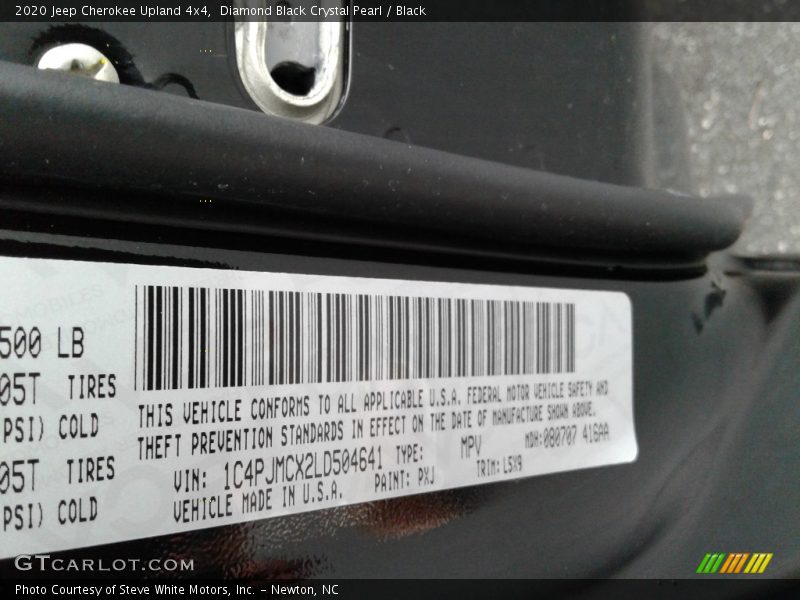 2020 Jeep Cherokee Upland 4x4,  Diamond Black Crystal Pearl / Black
500 LB
05T TIRES
PSI) COLD
05T TIRES
PSI) COLD
THIS VEHICLE CONFORMS TO ALL APPLICABLE U.S.A. FEDERAL MOTOR VEHICLE SAFETY AND
THEFT PREVENTION STANDARDS IN EFFECT ON THE DATE OF MANUFACTURE SHOWN ABOVE.
VIN: 1C4PJMCX2LD504641 TYPE: MPV MDH:080707 416AA
VEHICLE MADE IN U.S.A. PAINT: PXJ TRIM: L5X9
GTCARLOT.COM
Photo Courtesy of Steve White Motors, Inc. – Newton, NC